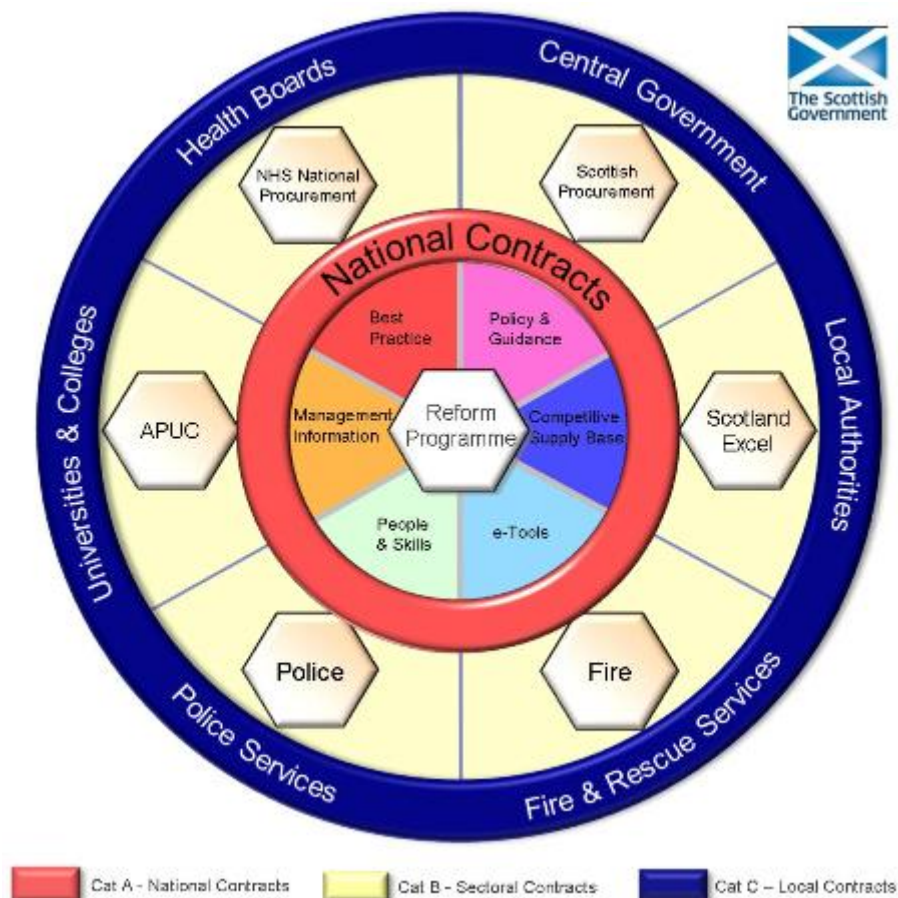 Health Boards
Central Government
The Scottish
Government
NHS National
Procurement
Scottish
Procurement
National Contracts
Best
Practice
Policy &
Guidance
Universities & Colleges
Local Authorities
APUC
Management
Information
Reform
Programme
Competitive
Supply Base
Scotland
Excel
People
& Skills
e-Tools
Police
Fire
Police Services
Fire & Rescue Services
Cat A - National Contracts
Cat B - Sectoral Contracts
Cat C – Local Contracts